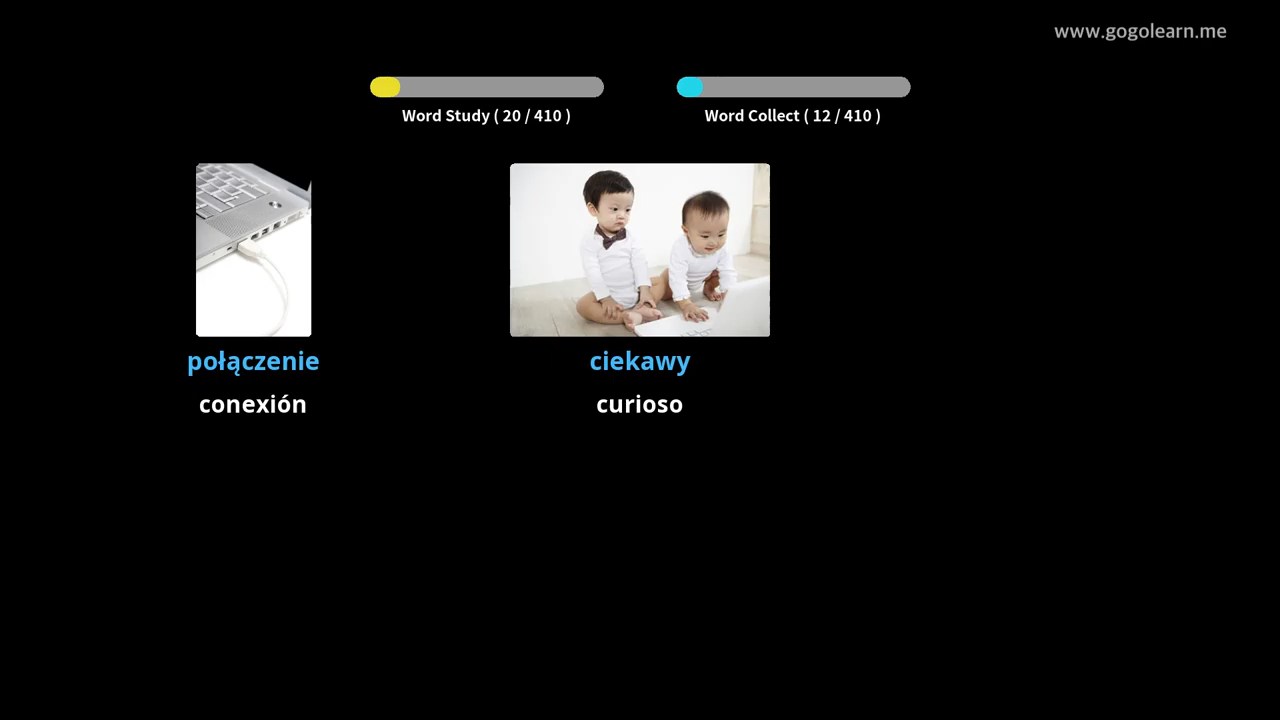 www.gogolearn.me
Word Study ( 20 / 410 )
Word Collect ( 12 / 410 )
połączenie
conexión
ciekawy
curioso